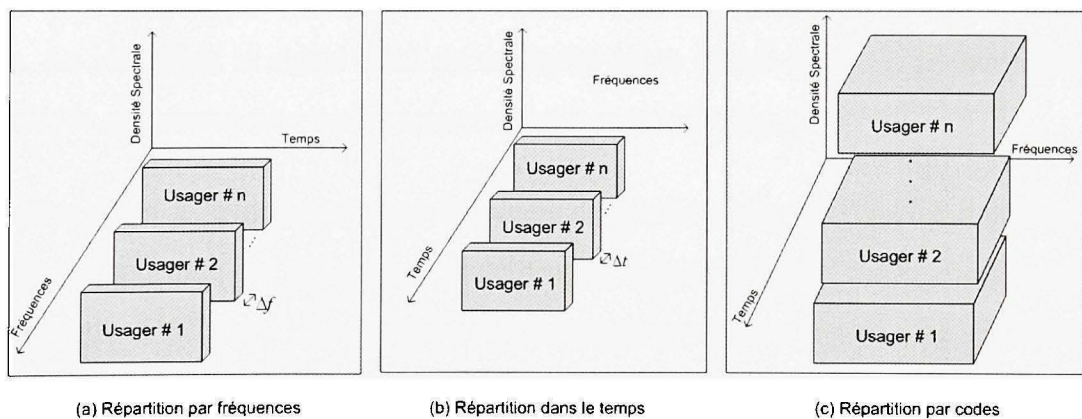 Densité Spectrale
Temps
Fréquences
Usager # n
Usager # 2
Usager # 1
Δf
(a) Répartition par fréquences
Densité Spectrale
Fréquences
Temps
Usager # n
Usager # 2
Usager # 1
Δt
(b) Répartition dans le temps
Densité Spectrale
Fréquences
Temps
Usager # n
Usager # 2
Usager # 1
(c) Répartition par codes